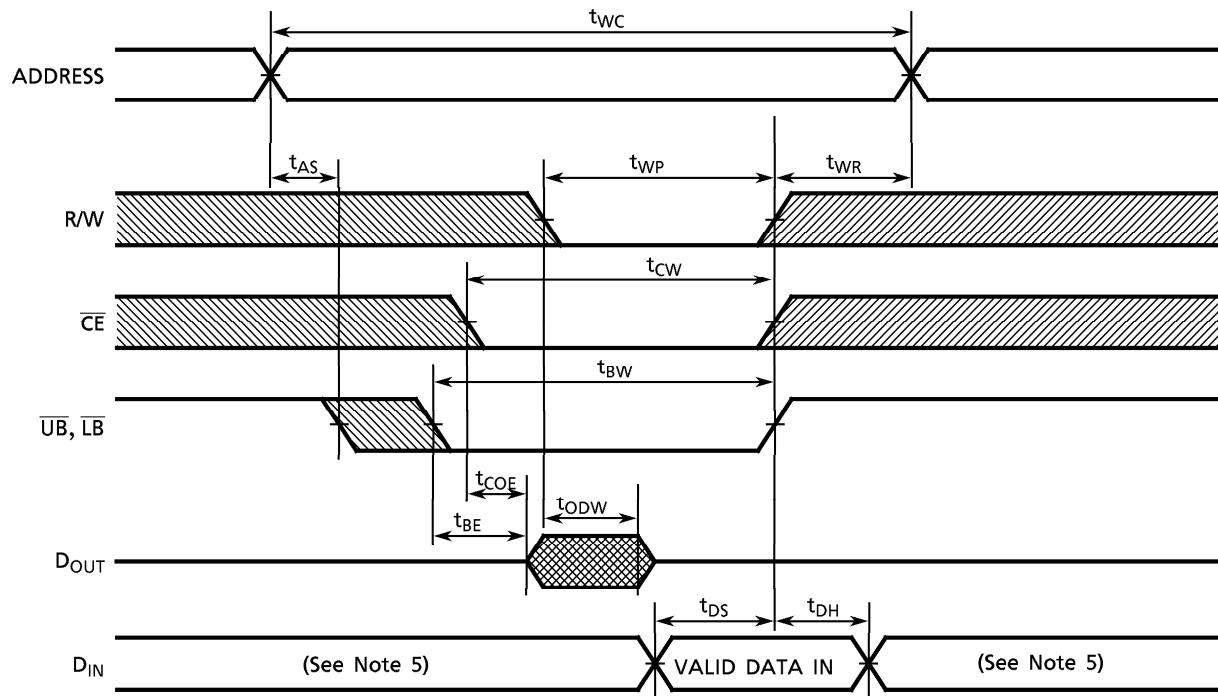 tWC
ADDRESS
tAS
tWP
tWR
R/W
tCW
CE
tBW
UB, LB
tCOE
tODW
tBE
DOUT
tDS
tDH
DIN
(See Note 5)
VALID DATA IN
(See Note 5)